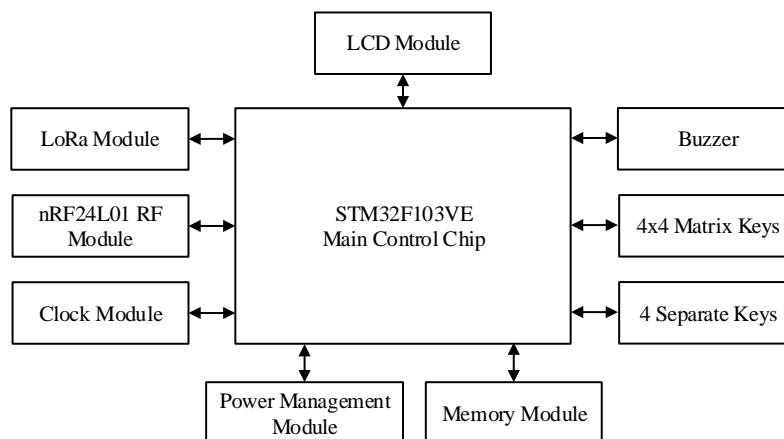 LCD Module
LoRa Module
Buzzer
nRF24L01 RF
Module
STM32F103VE
Main Control Chip
4x4 Matrix Keys
Clock Module
4 Separate Keys
Power Management
Module
Memory Module